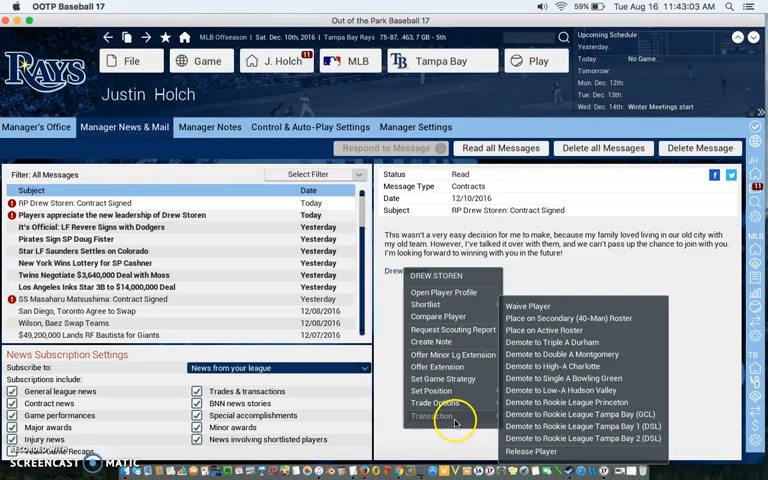 OOTP Baseball 17
59%
Tue Aug 16 11:43:03 AM
Out of the Park Baseball 17
MLB Offseason | Sat. Dec. 10th, 2016 | Tampa Bay Rays 75-87, .463, 7 GB - 5th
File
Game
J. Holch
11
MLB
Tampa Bay
Play
RAYS
Justin Holch
Upcoming Schedule
Yesterday:
Today: No Game.
Tomorrow:
Mon. Dec. 12th:
Tue. Dec. 13th:
Wed. Dec. 14th: Winter Meetings start
Manager's Office
Manager News & Mail
Manager Notes
Control & Auto-Play Settings
Manager Settings
Respond to Message
Read all Messages
Delete all Messages
Delete Message
Filter: All Messages
Select Filter
Subject Date
RP Drew Storen: Contract Signed Today
Players appreciate the new leadership of Drew Storen Today
It's Official: LF Revere Signs with Dodgers Yesterday
Pirates Sign SP Doug Fister Yesterday
Star LF Saunders Settles on Colorado Yesterday
New York Wins Lottery for SP Cashner Yesterday
Twins Negotiate $3,640,000 Deal with Moss Yesterday
Los Angeles Inks Star 3B to $14,000,000 Deal Yesterday
SS Masaharu Matsushima: Contract Signed Yesterday
San Diego, Toronto Agree to Swap 12/08/2016
Wilson, Baez Swap Teams 12/08/2016
$49,200,000 Lands RF Bautista for Giants 12/07/2016
News Subscription Settings
Subscribe to: News from your league
Subscriptions include:
General league news
Trades & transactions
Contract news
BNN news stories
Game performances
Special accomplishments
Major awards
Minor awards
Injury news
News involving shortlisted players
Team Game Recaps
Status Read
Message Type Contracts
Date 12/10/2016
Subject RP Drew Storen: Contract Signed
This wasn't a very easy decision for me to make, because my family loved living in our old city with
my old team. However, I've talked it over with them, and we can't pass up the chance to join with you.
I'm looking forward to winning with you in the future!
Drew
DREW STOREN
Open Player Profile
Shortlist
Compare Player
Request Scouting Report
Create Note
Offer Minor Lg Extension
Offer Extension
Set Game Strategy
Set Position
Trade Options
Transaction
Waive Player
Place on Secondary (40-Man) Roster
Place on Active Roster
Demote to Triple A Durham
Demote to Double A Montgomery
Demote to High-A Charlotte
Demote to Single A Bowling Green
Demote to Low-A Hudson Valley
Demote to Rookie League Princeton
Demote to Rookie League Tampa Bay (GCL)
Demote to Rookie League Tampa Bay 1 (DSL)
Demote to Rookie League Tampa Bay 2 (DSL)
Release Player
JH
11
MLB
TB
RECORDED WITH
SCREENCAST MATIC